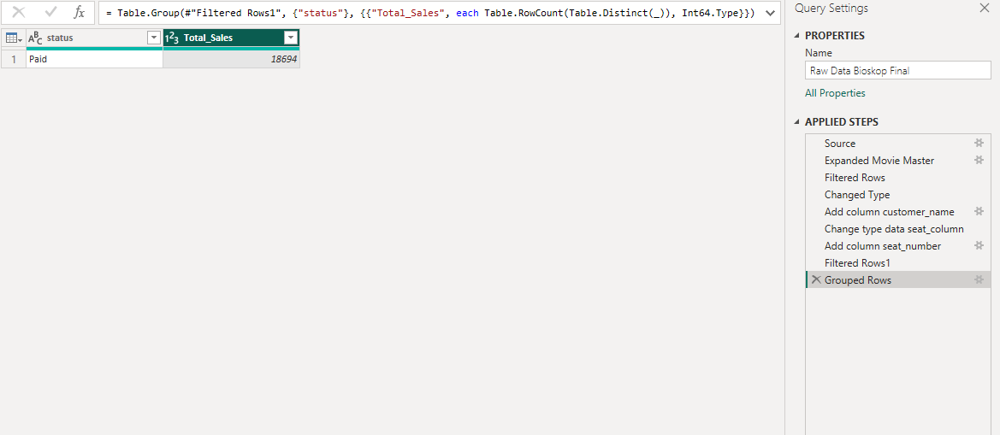 fx
= Table.Group(#"Filtered Rows1", {"status"}, {{"Total_Sales", each Table.RowCount(Table.Distinct(_)), Int64.Type}})
ABC status
123 Total_Sales
1 Paid 18694
Query Settings
PROPERTIES
Name
Raw Data Bioskop Final
All Properties
APPLIED STEPS
Source
Expanded Movie Master
Filtered Rows
Changed Type
Add column customer_name
Change type data seat_column
Add column seat_number
Filtered Rows1
Grouped Rows